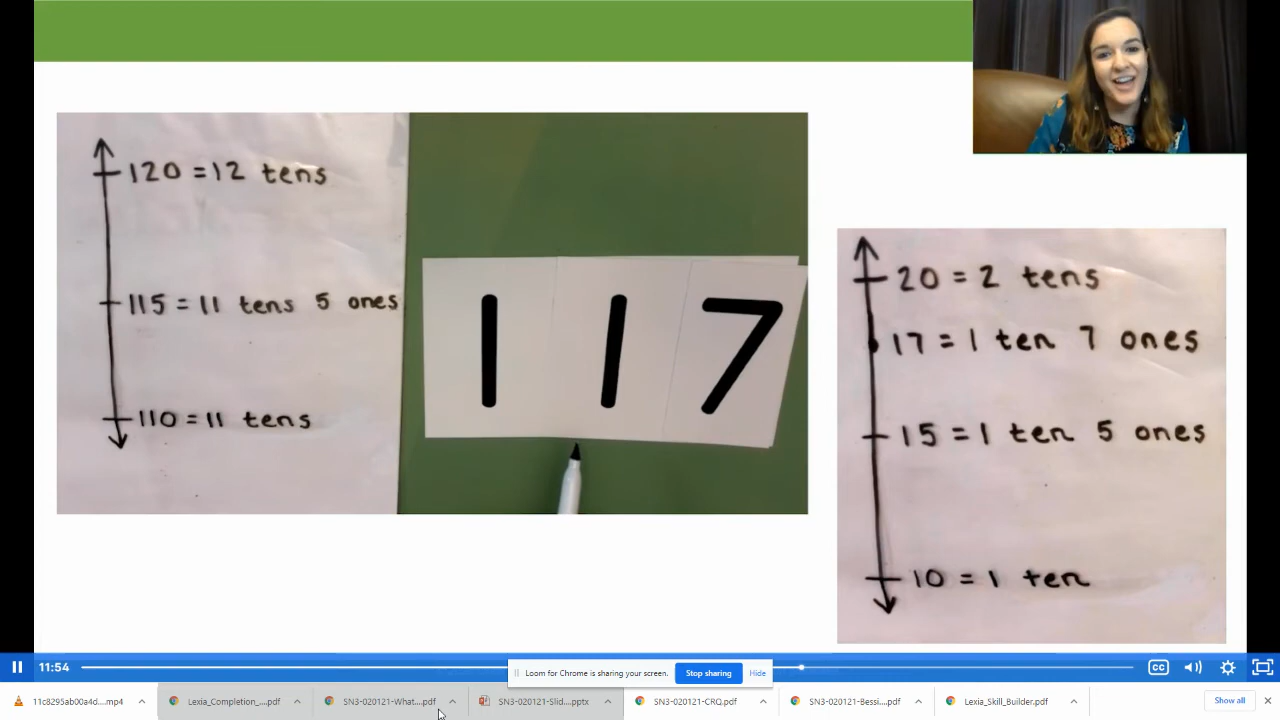 120 = 12 tens
115 = 11 tens 5 ones
110 = 11 tens
117
20 = 2 tens
17 = 1 ten 7 ones
15 = 1 ten 5 ones
10 = 1 ten
11:54
CC
Loom for Chrome is sharing your screen.
Stop sharing
Hide
11c8295ab00a4d....mp4
Lexia_Completion_....pdf
SN3-020121-What....pdf
SN3-020121-Slid....pptx
SN3-020121-CRQ.pdf
SN3-020121-Bessi....pdf
Lexia_Skill_Builder.pdf
Show all